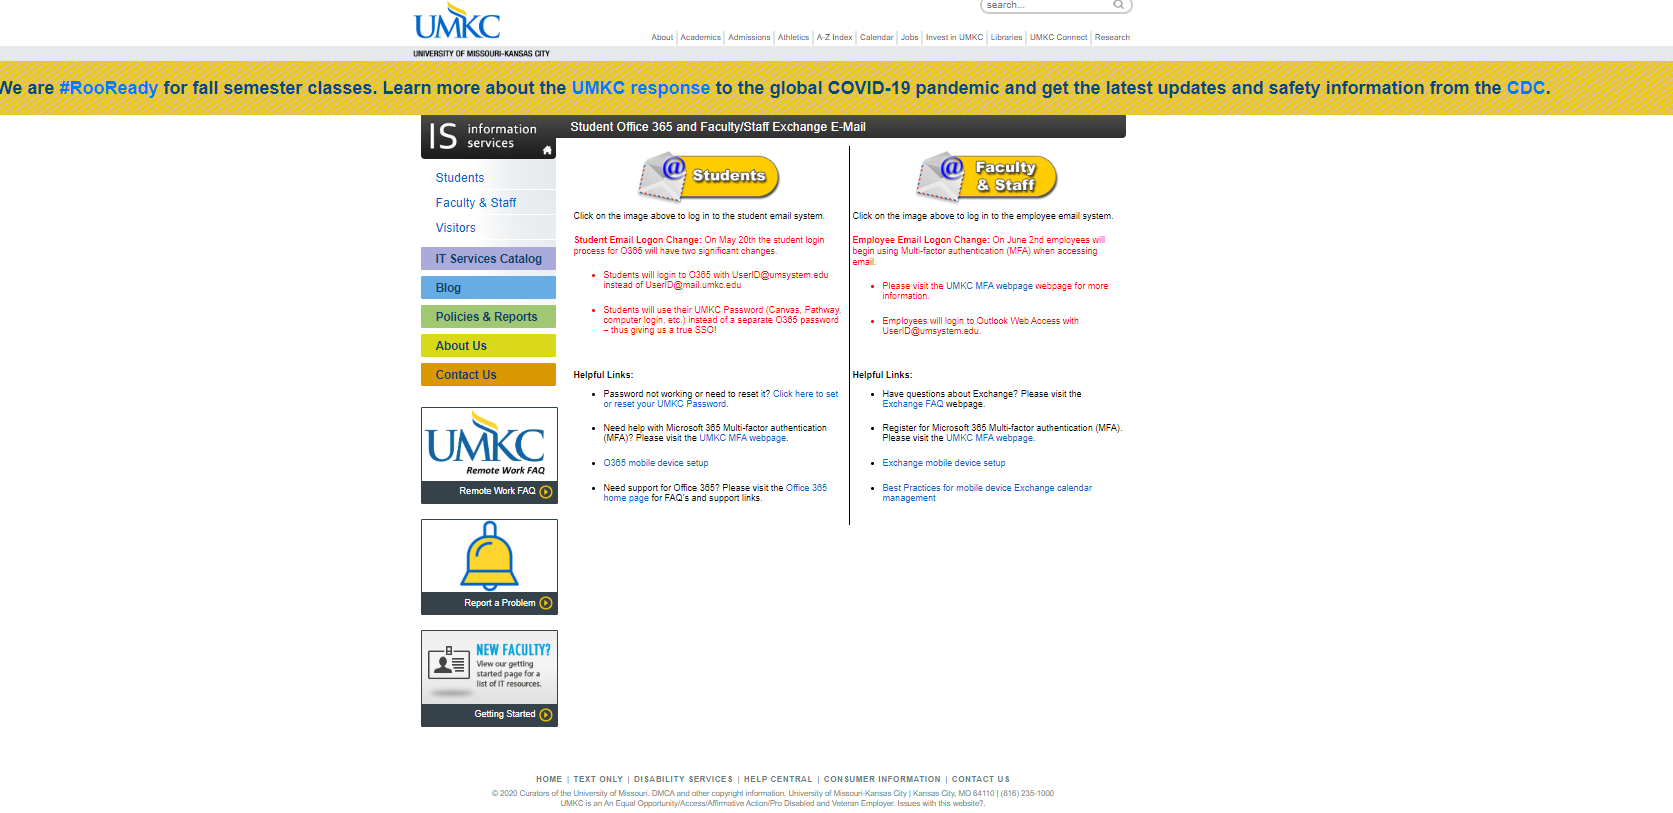 UMKC
UNIVERSITY OF MISSOURI-KANSAS CITY
search...
About | Academics | Admissions | Athletics | A-Z Index | Calendar | Jobs | Invest in UMKC | Libraries | UMKC Connect | Research
We are #RooReady for fall semester classes. Learn more about the UMKC response to the global COVID-19 pandemic and get the latest updates and safety information from the CDC.
IS information
services
Students
Faculty & Staff
Visitors
IT Services Catalog
Blog
Policies & Reports
About Us
Contact Us
UMKC
Remote Work FAQ
Remote Work FAQ
Report a Problem
NEW FACULTY?
View our getting
started page for a
list of IT resources.
Getting Started
Student Office 365 and Faculty/Staff Exchange E-Mail
@ Students
Click on the image above to log in to the student email system.
Student Email Logon Change: On May 20th the student login
process for O365 will have two significant changes.
• Students will login to O365 with UserID@umsystem.edu
instead of UserID@mail.umkc.edu
• Students will use their UMKC Password (Canvas, Pathway,
computer login, etc.) instead of a separate O365 password
– thus giving us a true SSO!
Helpful Links:
• Password not working or need to reset it? Click here to set
or reset your UMKC Password.
• Need help with Microsoft 365 Multi-factor authentication
(MFA)? Please visit the UMKC MFA webpage.
• O365 mobile device setup
• Need support for Office 365? Please visit the Office 365
home page for FAQ's and support links.
@ Faculty
& Staff
Click on the image above to log in to the employee email system.
Employee Email Logon Change: On June 2nd employees will
begin using Multi-factor authentication (MFA) when accessing
email.
• Please visit the UMKC MFA webpage webpage for more
information.
• Employees will login to Outlook Web Access with
UserID@umsystem.edu.
Helpful Links:
• Have questions about Exchange? Please visit the
Exchange FAQ webpage.
• Register for Microsoft 365 Multi-factor authentication (MFA).
Please visit the UMKC MFA webpage.
• Exchange mobile device setup
• Best Practices for mobile device Exchange calendar
management
HOME | TEXT ONLY | DISABILITY SERVICES | HELP CENTRAL | CONSUMER INFORMATION | CONTACT US
© 2020 Curators of the University of Missouri. DMCA and other copyright information. University of Missouri-Kansas City | Kansas City, MO 64110 | (816) 235-1000
UMKC is an An Equal Opportunity/Access/Affirmative Action/Pro Disabled and Veteran Employer. Issues with this website?.